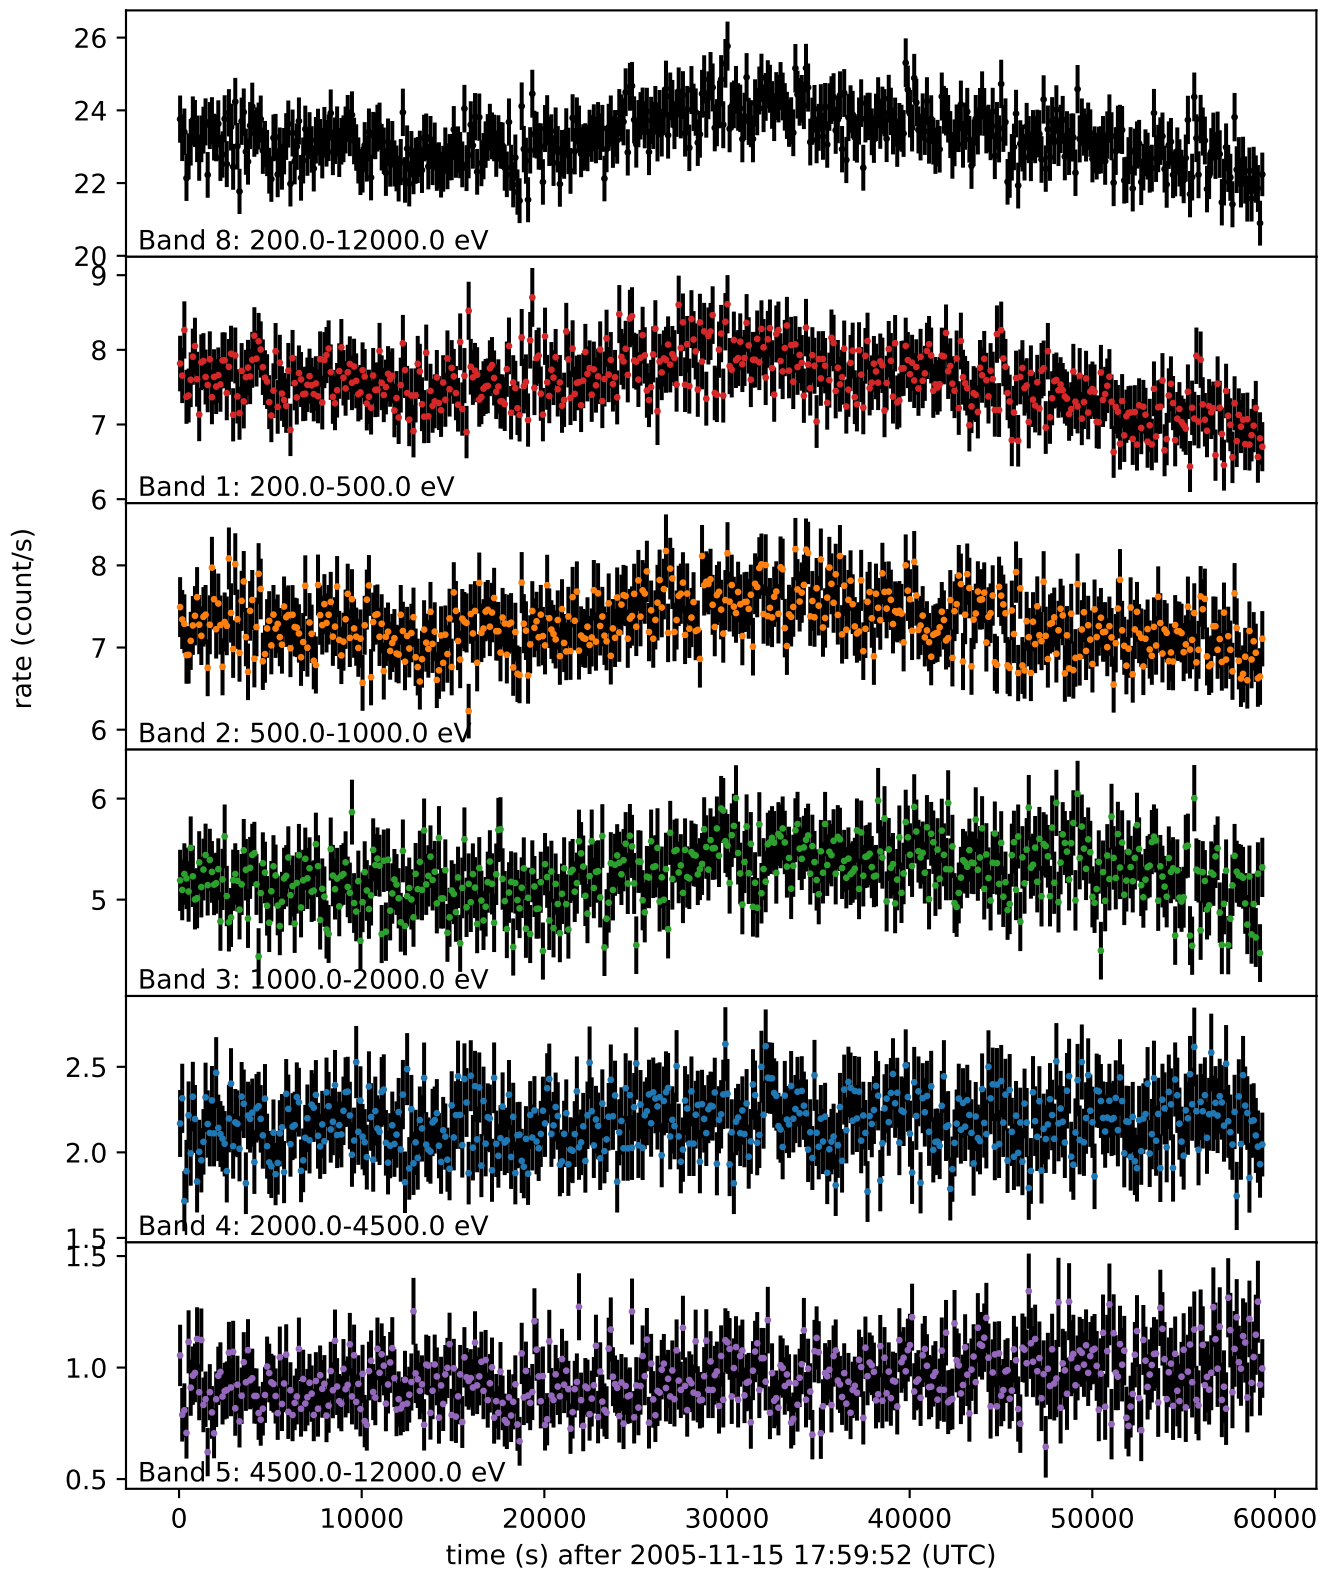 26
24
22
20
Band 8: 200.0-12000.0 eV
9
8
7
6
Band 1: 200.0-500.0 eV
rate (count/s)
8
7
6
Band 2: 500.0-1000.0 eV
6
5
Band 3: 1000.0-2000.0 eV
2.5
2.0
1.5
Band 4: 2000.0-4500.0 eV
1.5
1.0
0.5
Band 5: 4500.0-12000.0 eV
0 10000 20000 30000 40000 50000 60000
time (s) after 2005-11-15 17:59:52 (UTC)